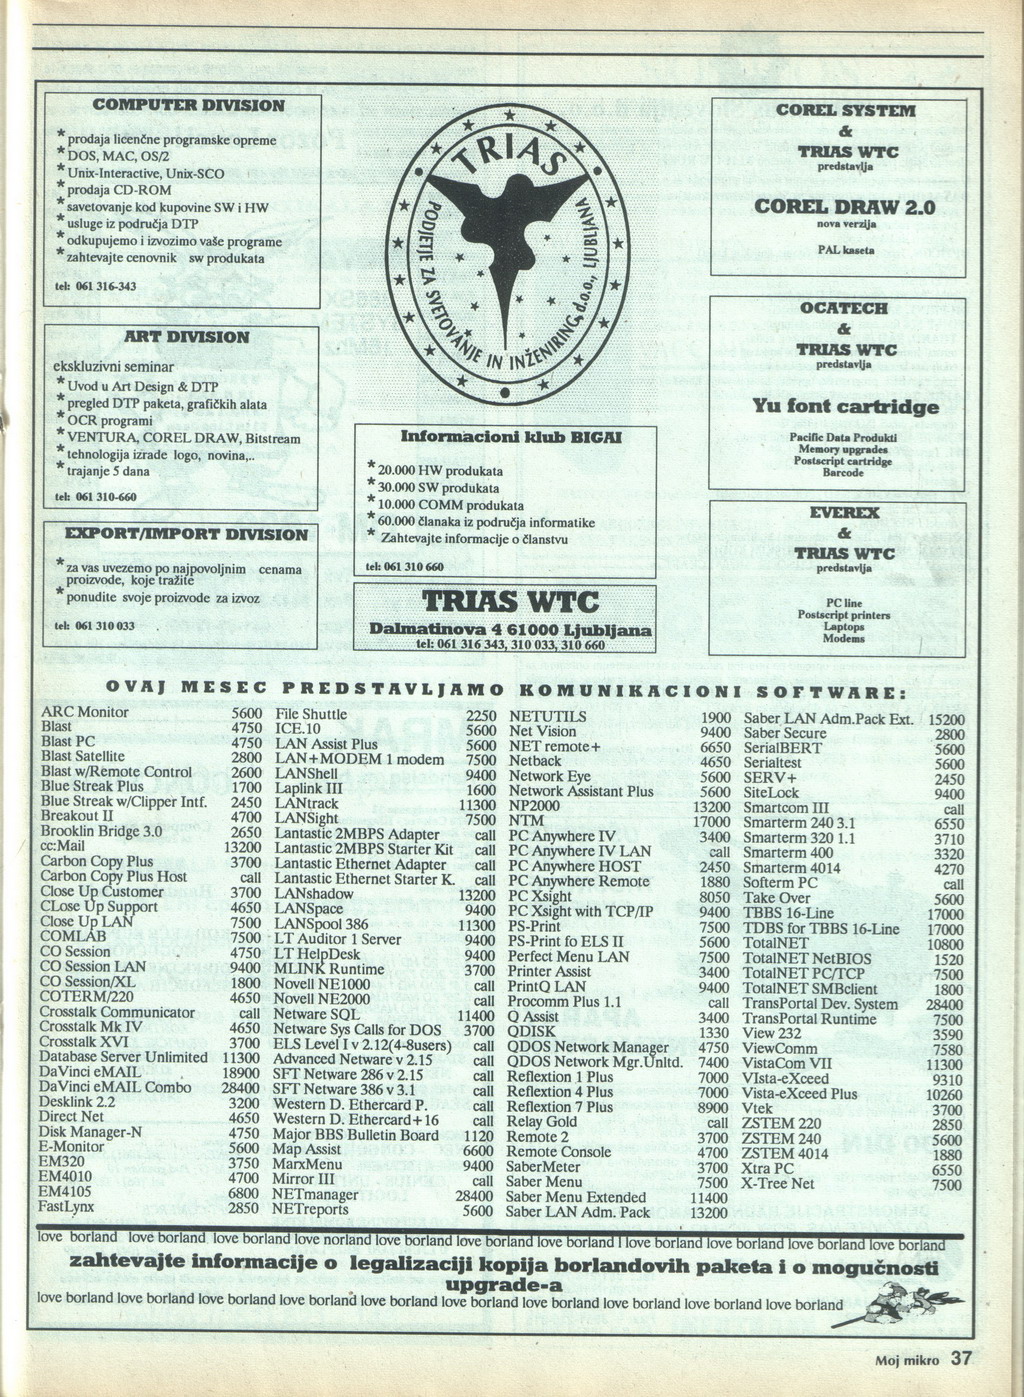 COMPUTER DIVISION
* prodaja licenčne programske opreme
* DOS, MAC, OS/2
* Unix-Interactive, Unix-SCO
* prodaja CD-ROM
* savetovanje kod kupovine SW i HW
* usluge iz područja DTP
* odkupujemo i izvozimo vaše programe
* zahtevajte cenovnik sw produkata
tel: 061 316-343
ART DIVISION
ekskluzivni seminar
* Uvod u Art Design & DTP
* pregled DTP paketa, grafičkih alata
* OCR programi
* VENTURA, COREL DRAW, Bitstream
* tehnologija izrade logo, novina,..
* trajanje 5 dana
tel: 061 310-660
EXPORT/IMPORT DIVISION
* za vas uvezemo po najpovoljnim cenama
proizvode, koje tražite
* ponudite svoje proizvode za izvoz
tel: 061 310 033
TRIAS
PODJETJE ZA SVETOVANJE IN INŽENIRING d.o.o., LJUBLJANA
Informacioni klub BIGAI
* 20.000 HW produkata
* 30.000 SW produkata
* 10.000 COMM produkata
* 60.000 članaka iz područja informatike
* Zahtevajte informacije o članstvu
tel: 061 310 660
TRIAS WTC
Dalmatinova 4 61000 Ljubljana
tel: 061 316 343, 310 033, 310 660
COREL SYSTEM
&
TRIAS WTC
predstavlja
COREL DRAW 2.0
nova verzija
PAL kaseta
OCATECH
&
TRIAS WTC
predstavlja
Yu font cartridge
Pacific Data Produkti
Memory upgrades
Postscript cartridge
Barcode
EVEREX
&
TRIAS WTC
predstavlja
PC line
Postscript printers
Laptops
Modems
OVAJ MESEC PREDSTAVLJAMO KOMUNIKACIONI SOFTWARE:
ARC Monitor 5600
Blast 4750
Blast PC 4750
Blast Satellite 2800
Blast w/Remote Control 2600
Blue Streak Plus 1700
Blue Streak w/Clipper Intf. 2450
Breakout II 4700
Brooklin Bridge 3.0 2650
cc:Mail 13200
Carbon Copy Plus 3700
Carbon Copy Plus Host call
Close Up Customer 3700
CLose Up Support 4650
Close Up LAN 7500
COMLAB 7500
CO Session 4750
CO Session LAN 9400
CO Session/XL 1800
COTERM/220 4650
Crosstalk Communicator call
Crosstalk Mk IV 4650
Crosstalk XVI 3700
Database Server Unlimited 11300
DaVinci eMAIL 18900
DaVinci eMAIL Combo 28400
Desklink 2.2 3200
Direct Net 4650
Disk Manager-N 4750
E-Monitor 5600
EM320 3750
EM4010 4700
EM4105 6800
FastLynx 2850
File Shuttle 2250
ICE.10 5600
LAN Assist Plus 5600
LAN+MODEM 1 modem 7500
LANShell 9400
Laplink III 1600
LANtrack 11300
LANSight 7500
Lantastic 2MBPS Adapter call
Lantastic 2MBPS Starter Kit call
Lantastic Ethernet Adapter call
Lantastic Ethernet Starter K. call
LANshadow 13200
LANSpace 9400
LANSpool 386 11300
LT Auditor 1 Server 9400
LT HelpDesk 9400
MLINK Runtime 3700
Novell NE1000 call
Novell NE2000 call
Netware SQL 11400
Netware Sys Calls for DOS 3700
ELS Level I v 2.12(4-8users) call
Advanced Netware v 2.15 call
SFT Netware 286 v 2.15 call
SFT Netware 386 v 3.1 call
Western D. Ethercard P. call
Western D. Ethercard+16 call
Major BBS Bulletin Board 1120
Map Assist 6600
MarxMenu 9400
Mirror III call
NETmanager 28400
NETreports 5600
NETUTILS 1900
Net Vision 9400
NET remote+ 6650
Netback 4650
Network Eye 5600
Network Assistant Plus 5600
NP2000 13200
NTM 17000
PC Anywhere IV 3400
PC Anywhere IV LAN call
PC Anywhere HOST 2450
PC Anywhere Remote 1880
PC Xsight 8050
PC Xsight with TCP/IP 9400
PS-Print 7500
PS-Print fo ELS II 5600
Perfect Menu LAN 7500
Printer Assist 3400
PrintQ LAN 9400
Procomm Plus 1.1 call
Q Assist 3400
QDISK 1330
QDOS Network Manager 4750
QDOS Network Mgr.Unltd. 7400
Reflextion 1 Plus 7000
Reflextion 4 Plus 7000
Reflextion 7 Plus 8900
Relay Gold call
Remote 2 3700
Remote Console 4700
SaberMeter 3700
Saber Menu 7500
Saber Menu Extended 11400
Saber LAN Adm. Pack 13200
Saber LAN Adm.Pack Ext. 15200
Saber Secure 2800
SerialBERT 5600
Serialtest 5600
SERV+ 2450
SiteLock 9400
Smartcom III call
Smarterm 240 3.1 6550
Smarterm 320 1.1 3710
Smarterm 400 3320
Smarterm 4014 4270
Softerm PC call
Take Over 5600
TBBS 16-Line 17000
TDBS for TBBS 16-Line 17000
TotalNET 10800
TotalNET NetBIOS 1520
TotalNET PC/TCP 7500
TotalNET SMBclient 1800
TransPortal Dev. System 28400
TransPortal Runtime 7500
View 232 3590
ViewComm 7580
VistaCom VII 11300
VIsta-eXceed 9310
Vista-eXceed Plus 10260
Vtek 3700
ZSTEM 220 2850
ZSTEM 240 5600
ZSTEM 4014 1880
Xtra PC 6550
X-Tree Net 7500
love borland love borland love borland love norland love borland love borland love borland l love borland love borland love borland love borland
zahtevajte informacije o legalizaciji kopija borlandovih paketa i o mogučnosti
upgrade-a
love borland love borland love borland love borland love borland love borland love borland love borland love borland love borland
Moj mikro 37